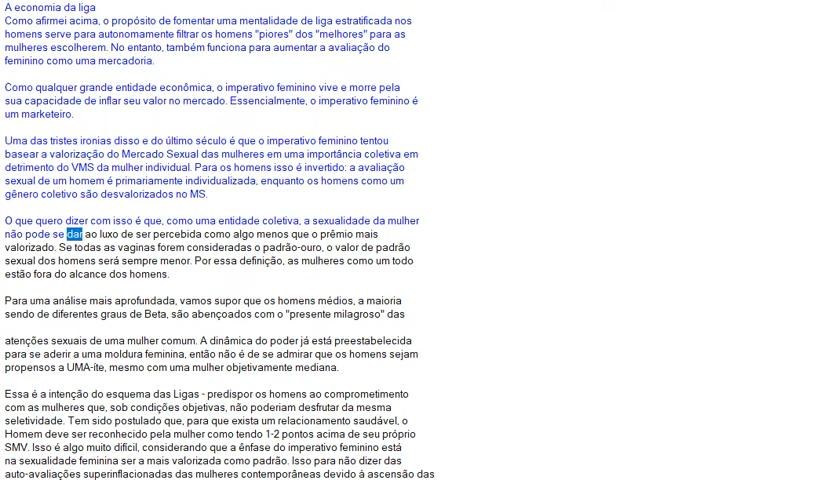 A economia da liga
Como afirmei acima, o propósito de fomentar uma mentalidade de liga estratificada nos
homens serve para autonomamente filtrar os homens "piores" dos "melhores" para as
mulheres escolherem. No entanto, também funciona para aumentar a avaliação do
feminino como uma mercadoria.
Como qualquer grande entidade econômica, o imperativo feminino vive e morre pela
sua capacidade de inflar seu valor no mercado. Essencialmente, o imperativo feminino é
um marketeiro.
Uma das tristes ironias disso e do último século é que o imperativo feminino tentou
basear a valorização do Mercado Sexual das mulheres em uma importância coletiva em
detrimento do VMS da mulher individual. Para os homens isso é invertido: a avaliação
sexual de um homem é primariamente individualizada, enquanto os homens como um
gênero coletivo são desvalorizados no MS.
O que quero dizer com isso é que, como uma entidade coletiva, a sexualidade da mulher
não pode se dar ao luxo de ser percebida como algo menos que o prêmio mais
valorizado. Se todas as vaginas forem consideradas o padrão-ouro, o valor de padrão
sexual dos homens será sempre menor. Por essa definição, as mulheres como um todo
estão fora do alcance dos homens.
Para uma análise mais aprofundada, vamos supor que os homens médios, a maioria
sendo de diferentes graus de Beta, são abençoados com o "presente milagroso" das
atenções sexuais de uma mulher comum. A dinâmica do poder já está preestabelecida
para se aderir a uma moldura feminina, então não é de se admirar que os homens sejam
propensos a UMA-íte, mesmo com uma mulher objetivamente mediana.
Essa é a intenção do esquema das Ligas - predispor os homens ao comprometimento
com as mulheres que, sob condições objetivas, não poderiam desfrutar da mesma
seletividade. Tem sido postulado que, para que exista um relacionamento saudável, o
Homem deve ser reconhecido pela mulher como tendo 1-2 pontos acima de seu próprio
SMV. Isso é algo muito difícil, considerando que a ênfase do imperativo feminino está
na sexualidade feminina ser a mais valorizada como padrão. Isso para não dizer das
auto-avaliações superinflacionadas das mulheres contemporâneas devido à ascensão das